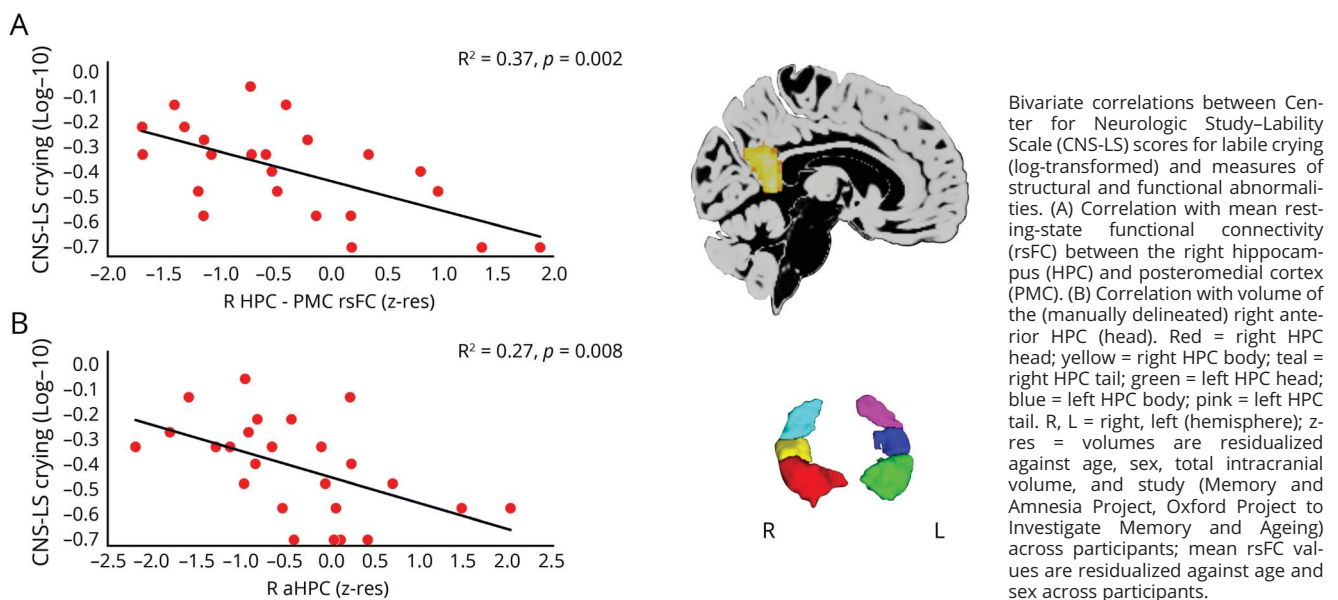 A
R² = 0.37, p = 0.002
CNS-LS crying (Log–10)
0.0
–0.1
–0.2
–0.3
–0.4
–0.5
–0.6
–0.7
–2.0
–1.5
–1.0
–0.5
0.0
0.5
1.0
1.5
2.0
R HPC - PMC rsFC (z-res)
B
R² = 0.27, p = 0.008
CNS-LS crying (Log–10)
0.0
–0.1
–0.2
–0.3
–0.4
–0.5
–0.6
–0.7
–2.5
–2.0
–1.5
–1.0
–0.5
0.0
0.5
1.0
1.5
2.0
2.5
R aHPC (z-res)
R
L
Bivariate correlations between Cen-
ter for Neurologic Study–Lability
Scale (CNS-LS) scores for labile crying
(log-transformed) and measures of
structural and functional abnormali-
ties. (A) Correlation with mean rest-
ing-state functional connectivity
(rsFC) between the right hippocam-
pus (HPC) and posteromedial cortex
(PMC). (B) Correlation with volume of
the (manually delineated) right ante-
rior HPC (head). Red = right HPC
head; yellow = right HPC body; teal =
right HPC tail; green = left HPC head;
blue = left HPC body; pink = left HPC
tail. R, L = right, left (hemisphere); z-
res = volumes are residualized
against age, sex, total intracranial
volume, and study (Memory and
Amnesia Project, Oxford Project to
Investigate Memory and Ageing)
across participants; mean rsFC val-
ues are residualized against age and
sex across participants.